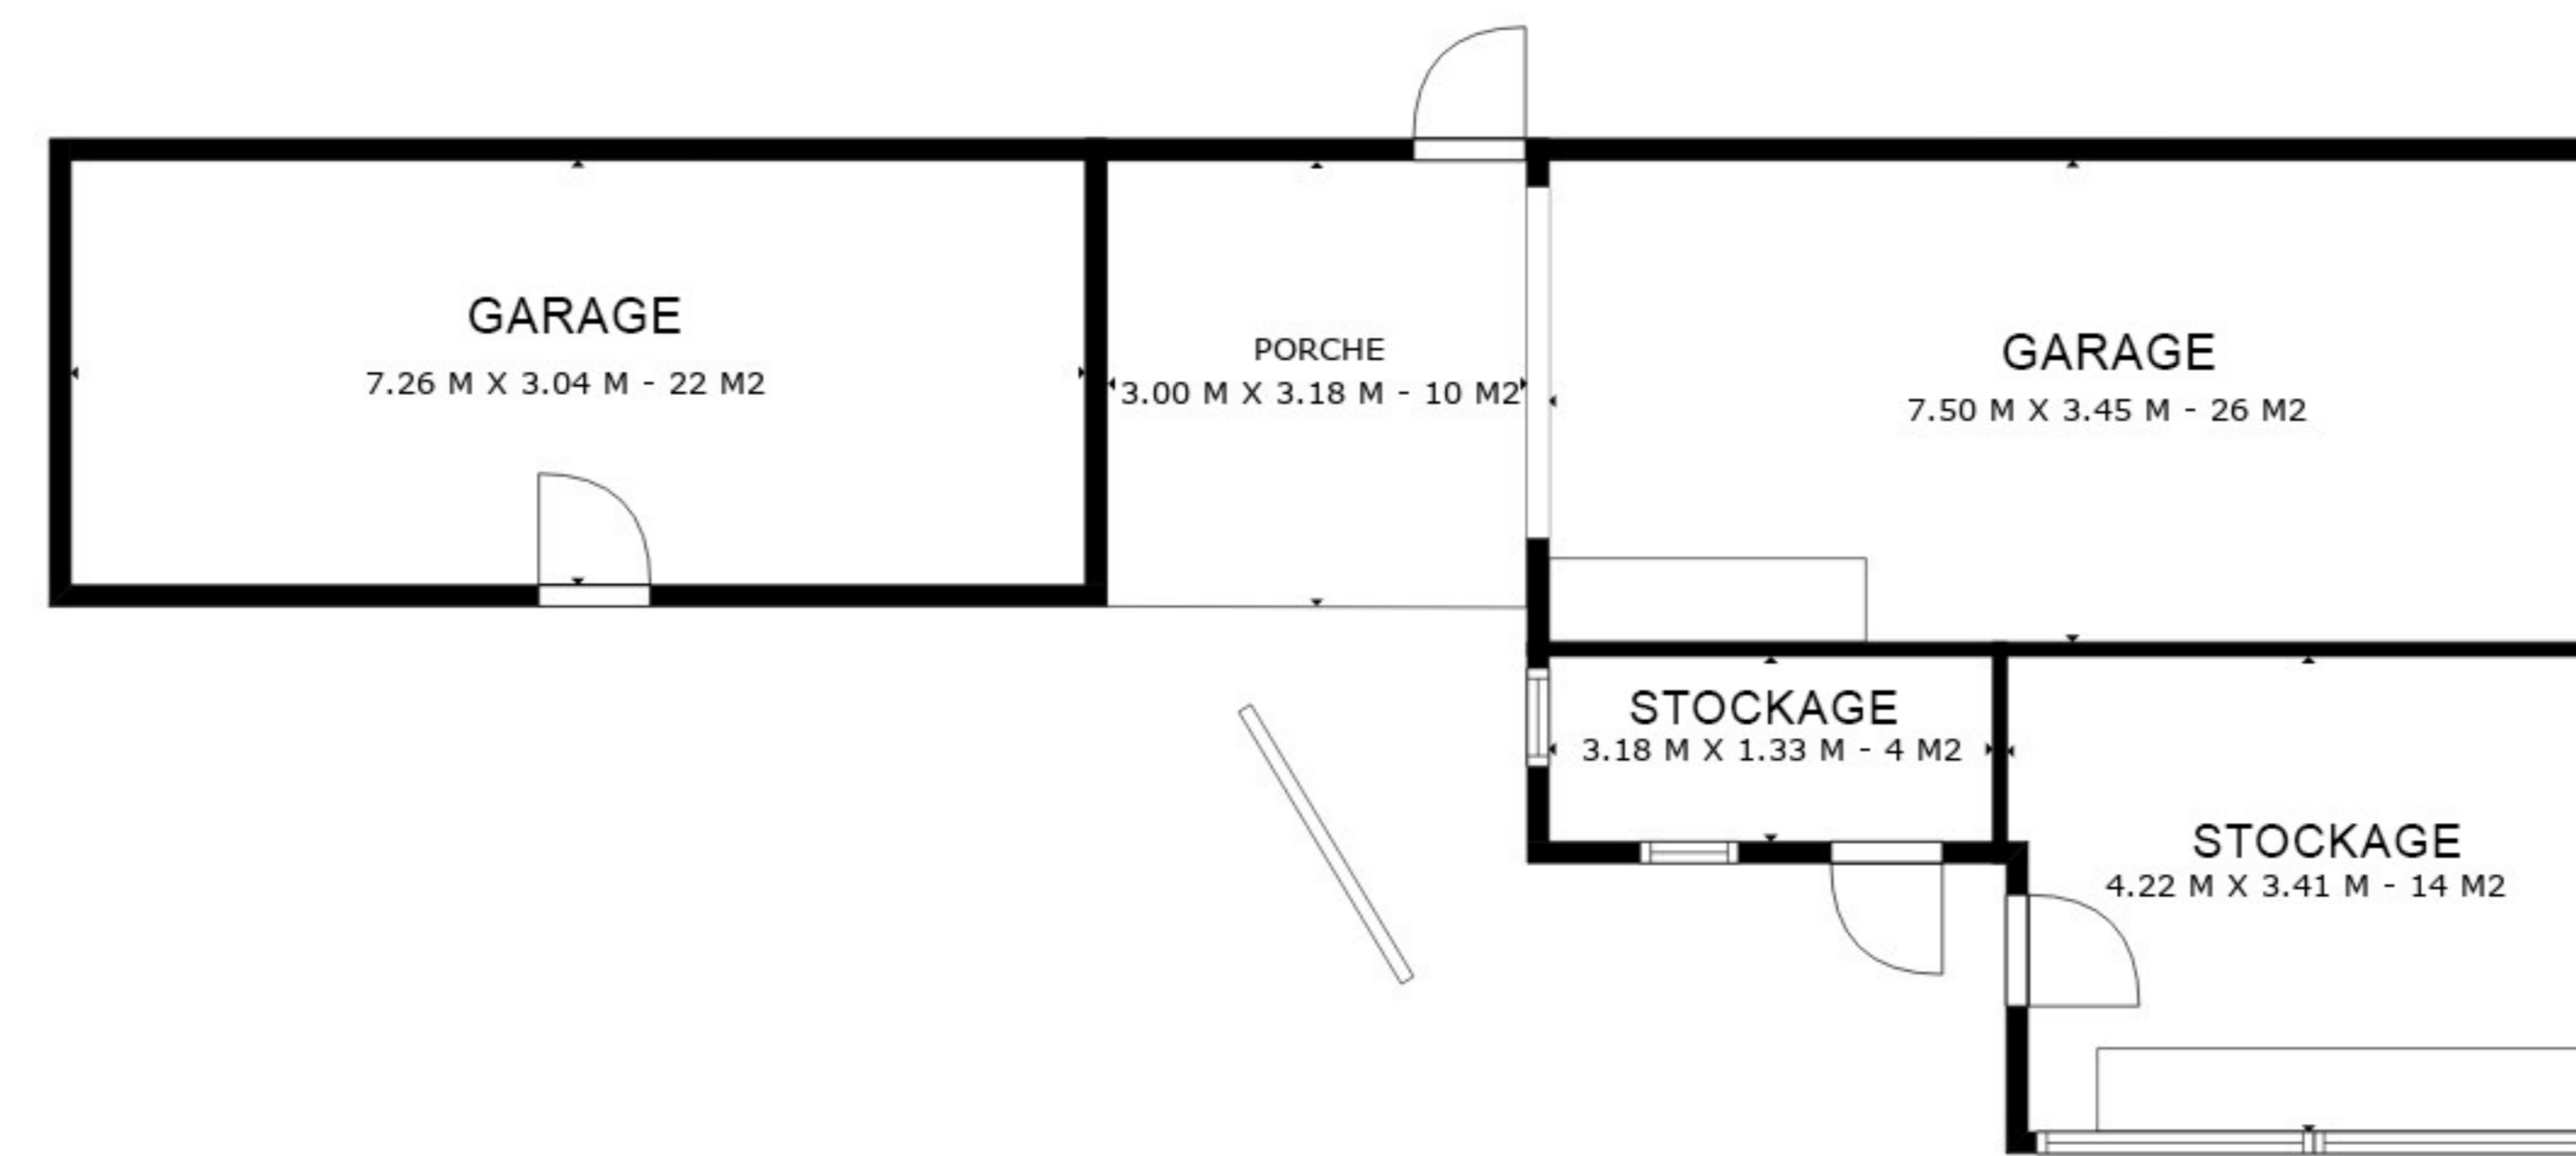 GARAGE
7.26 M X 3.04 M - 22 M2
PORCHE
3.00 M X 3.18 M - 10 M2
GARAGE
7.50 M X 3.45 M - 26 M2
STOCKAGE
3.18 M X 1.33 M - 4 M2
STOCKAGE
4.22 M X 3.41 M - 14 M2